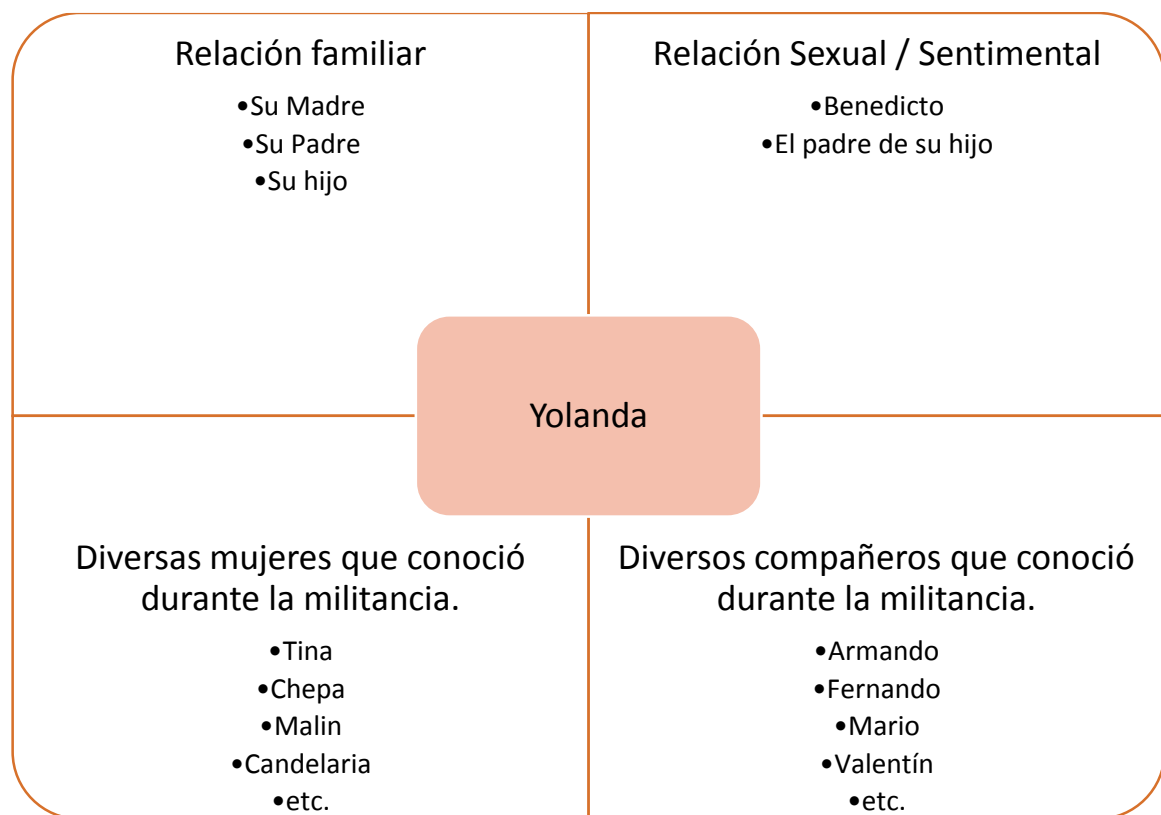 Relación familiar
•Su Madre
•Su Padre
•Su hijo
Relación Sexual / Sentimental
•Benedicto
•El padre de su hijo
Yolanda
Diversas mujeres que conoció
durante la militancia.
•Tina
•Chepa
•Malin
•Candelaria
•etc.
Diversos compañeros que conoció
durante la militancia.
•Armando
•Fernando
•Mario
•Valentín
•etc.